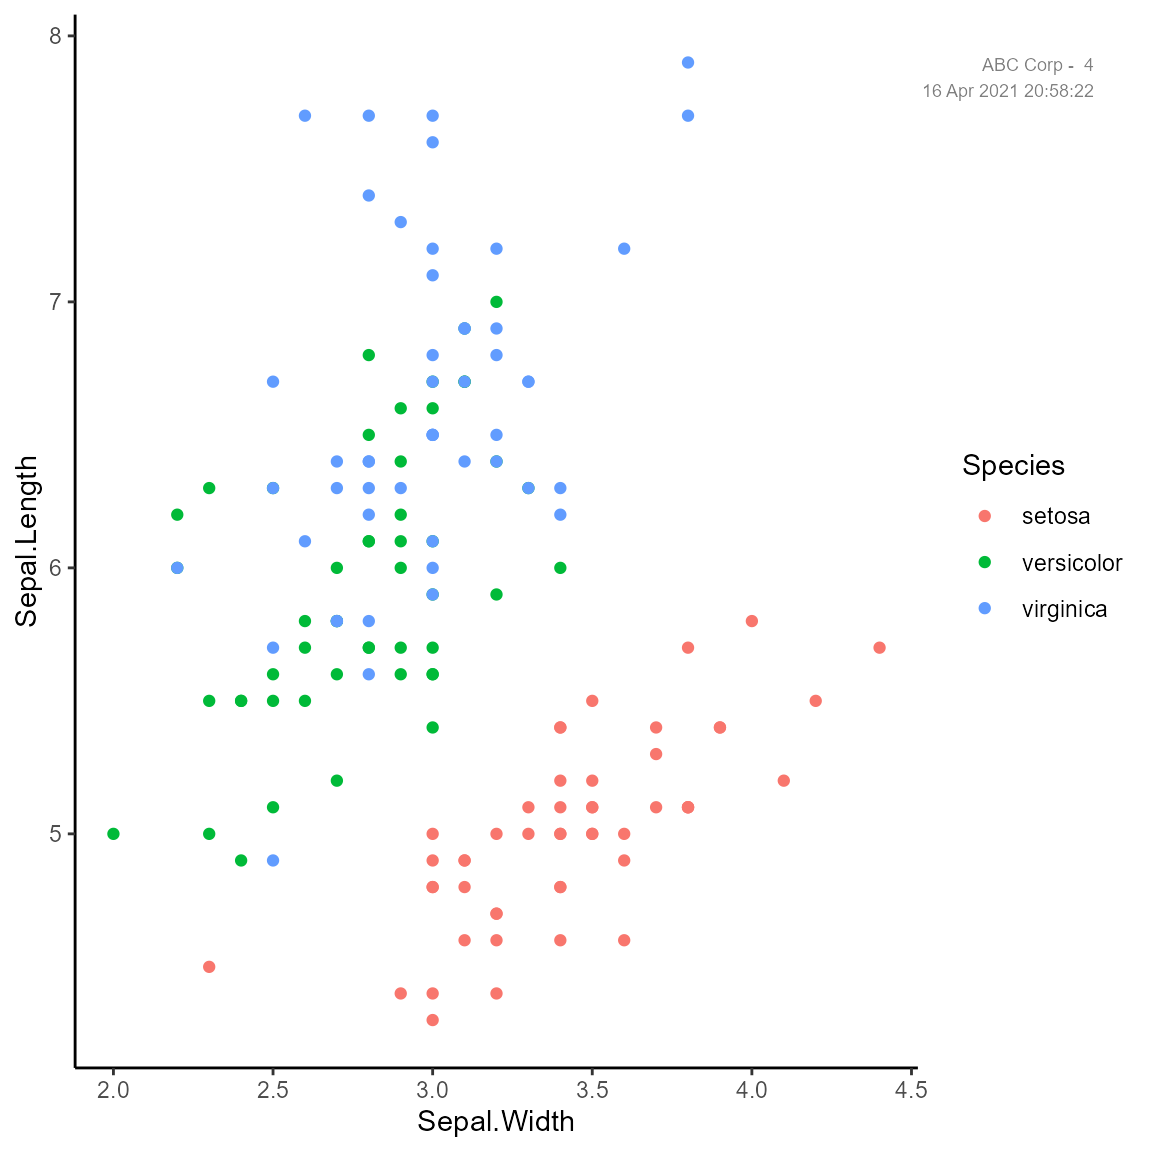 ABC Corp -  4
16 Apr 2021 20:58:22
8
7
6
5
Sepal.Length
2.0 2.5 3.0 3.5 4.0 4.5
Sepal.Width
Species
setosa
versicolor
virginica